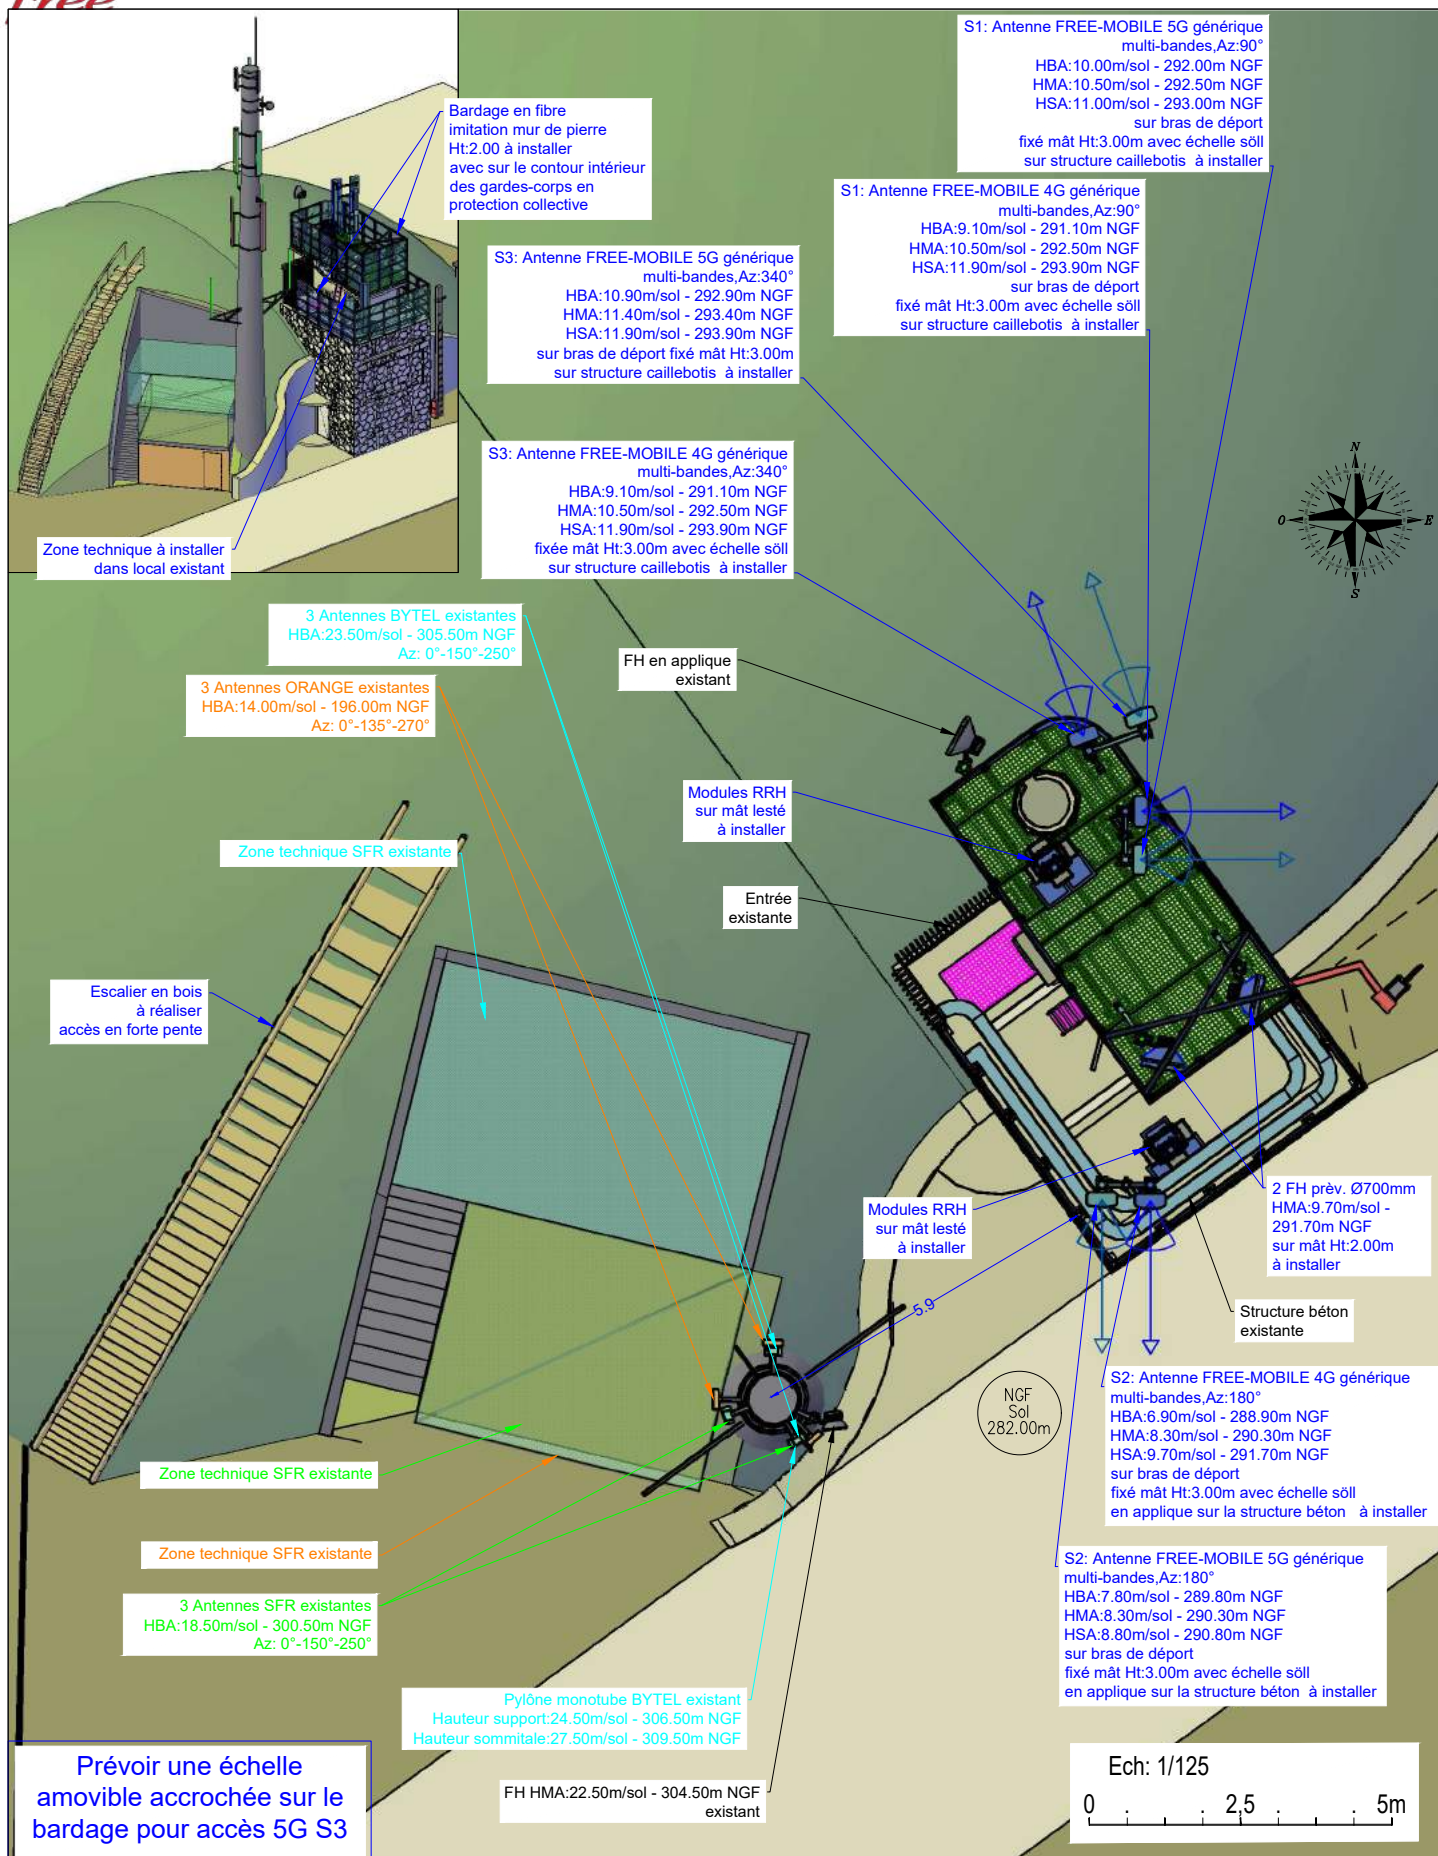 free
Bardage en fibre
imitation mur de pierre
Ht:2.00 à installer
avec sur le contour intérieur
des gardes-corps en
protection collective
Zone technique à installer
dans local existant
S1: Antenne FREE-MOBILE 5G générique
multi-bandes,Az:90°
HBA:10.00m/sol - 292.00m NGF
HMA:10.50m/sol - 292.50m NGF
HSA:11.00m/sol - 293.00m NGF
sur bras de déport
fixé mât Ht:3.00m avec échelle söll
sur structure caillebotis à installer
S1: Antenne FREE-MOBILE 4G générique
multi-bandes,Az:90°
HBA:9.10m/sol - 291.10m NGF
HMA:10.50m/sol - 292.50m NGF
HSA:11.90m/sol - 293.90m NGF
sur bras de déport
fixé mât Ht:3.00m avec échelle söll
sur structure caillebotis à installer
S3: Antenne FREE-MOBILE 5G générique
multi-bandes,Az:340°
HBA:10.90m/sol - 292.90m NGF
HMA:11.40m/sol - 293.40m NGF
HSA:11.90m/sol - 293.90m NGF
sur bras de déport fixé mât Ht:3.00m
sur structure caillebotis à installer
S3: Antenne FREE-MOBILE 4G générique
multi-bandes,Az:340°
HBA:9.10m/sol - 291.10m NGF
HMA:10.50m/sol - 292.50m NGF
HSA:11.90m/sol - 293.90m NGF
fixée mât Ht:3.00m avec échelle söll
sur structure caillebotis à installer
N
O
E
S
3 Antennes BYTEL existantes
HBA:23.50m/sol - 305.50m NGF
Az: 0°-150°-250°
3 Antennes ORANGE existantes
HBA:14.00m/sol - 196.00m NGF
Az: 0°-135°-270°
FH en applique
existant
Modules RRH
sur mât lesté
à installer
Zone technique SFR existante
Entrée
existante
Escalier en bois
à réaliser
accès en forte pente
Modules RRH
sur mât lesté
à installer
2 FH prèv. Ø700mm
HMA:9.70m/sol -
291.70m NGF
sur mât Ht:2.00m
à installer
5.9
Structure béton
existante
NGF
Sol
282.00m
S2: Antenne FREE-MOBILE 4G générique
multi-bandes,Az:180°
HBA:6.90m/sol - 288.90m NGF
HMA:8.30m/sol - 290.30m NGF
HSA:9.70m/sol - 291.70m NGF
sur bras de déport
fixé mât Ht:3.00m avec échelle söll
en applique sur la structure béton à installer
Zone technique SFR existante
Zone technique SFR existante
S2: Antenne FREE-MOBILE 5G générique
multi-bandes,Az:180°
HBA:7.80m/sol - 289.80m NGF
HMA:8.30m/sol - 290.30m NGF
HSA:8.80m/sol - 290.80m NGF
sur bras de déport
fixé mât Ht:3.00m avec échelle söll
en applique sur la structure béton à installer
3 Antennes SFR existantes
HBA:18.50m/sol - 300.50m NGF
Az: 0°-150°-250°
Pylône monotube BYTEL existant
Hauteur support:24.50m/sol - 306.50m NGF
Hauteur sommitale:27.50m/sol - 309.50m NGF
FH HMA:22.50m/sol - 304.50m NGF
existant
Prévoir une échelle
amovible accrochée sur le
bardage pour accès 5G S3
Ech: 1/125
0 2,5 5m